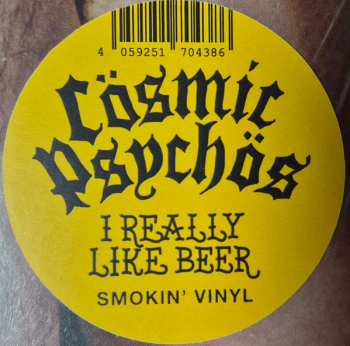 4 059251 704386
Cösmic
Psychös
I REALLY
LIKE BEER
SMOKIN' VINYL